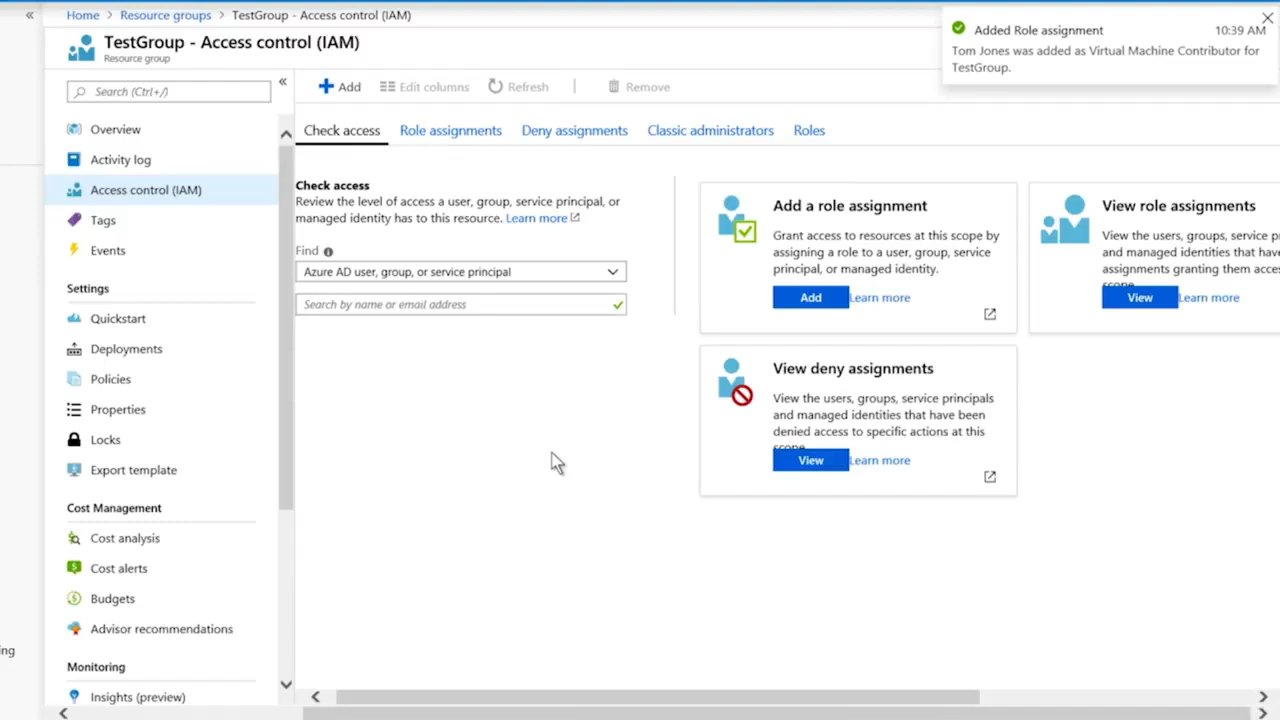 «
Home > Resource groups > TestGroup - Access control (IAM)
TestGroup - Access control (IAM)
Resource group
Added Role assignment 10:39 AM
Tom Jones was added as Virtual Machine Contributor for
TestGroup.
Search (Ctrl+/)
«
Add Edit columns Refresh | Remove
Overview
Activity log
Access control (IAM)
Tags
Events
Settings
Quickstart
Deployments
Policies
Properties
Locks
Export template
Cost Management
Cost analysis
Cost alerts
Budgets
Advisor recommendations
Monitoring
Insights (preview)
ing
Check access Role assignments Deny assignments Classic administrators Roles
Check access
Review the level of access a user, group, service principal, or
managed identity has to this resource. Learn more
Find
Azure AD user, group, or service principal
Search by name or email address
Add a role assignment
Grant access to resources at this scope by
assigning a role to a user, group, service
principal, or managed identity.
Add Learn more
View role assignments
View the users, groups, service p
and managed identities that have
assignments granting them acces
scope.
View Learn more
View deny assignments
View the users, groups, service principals
and managed identities that have been
denied access to specific actions at this
scope.
View Learn more